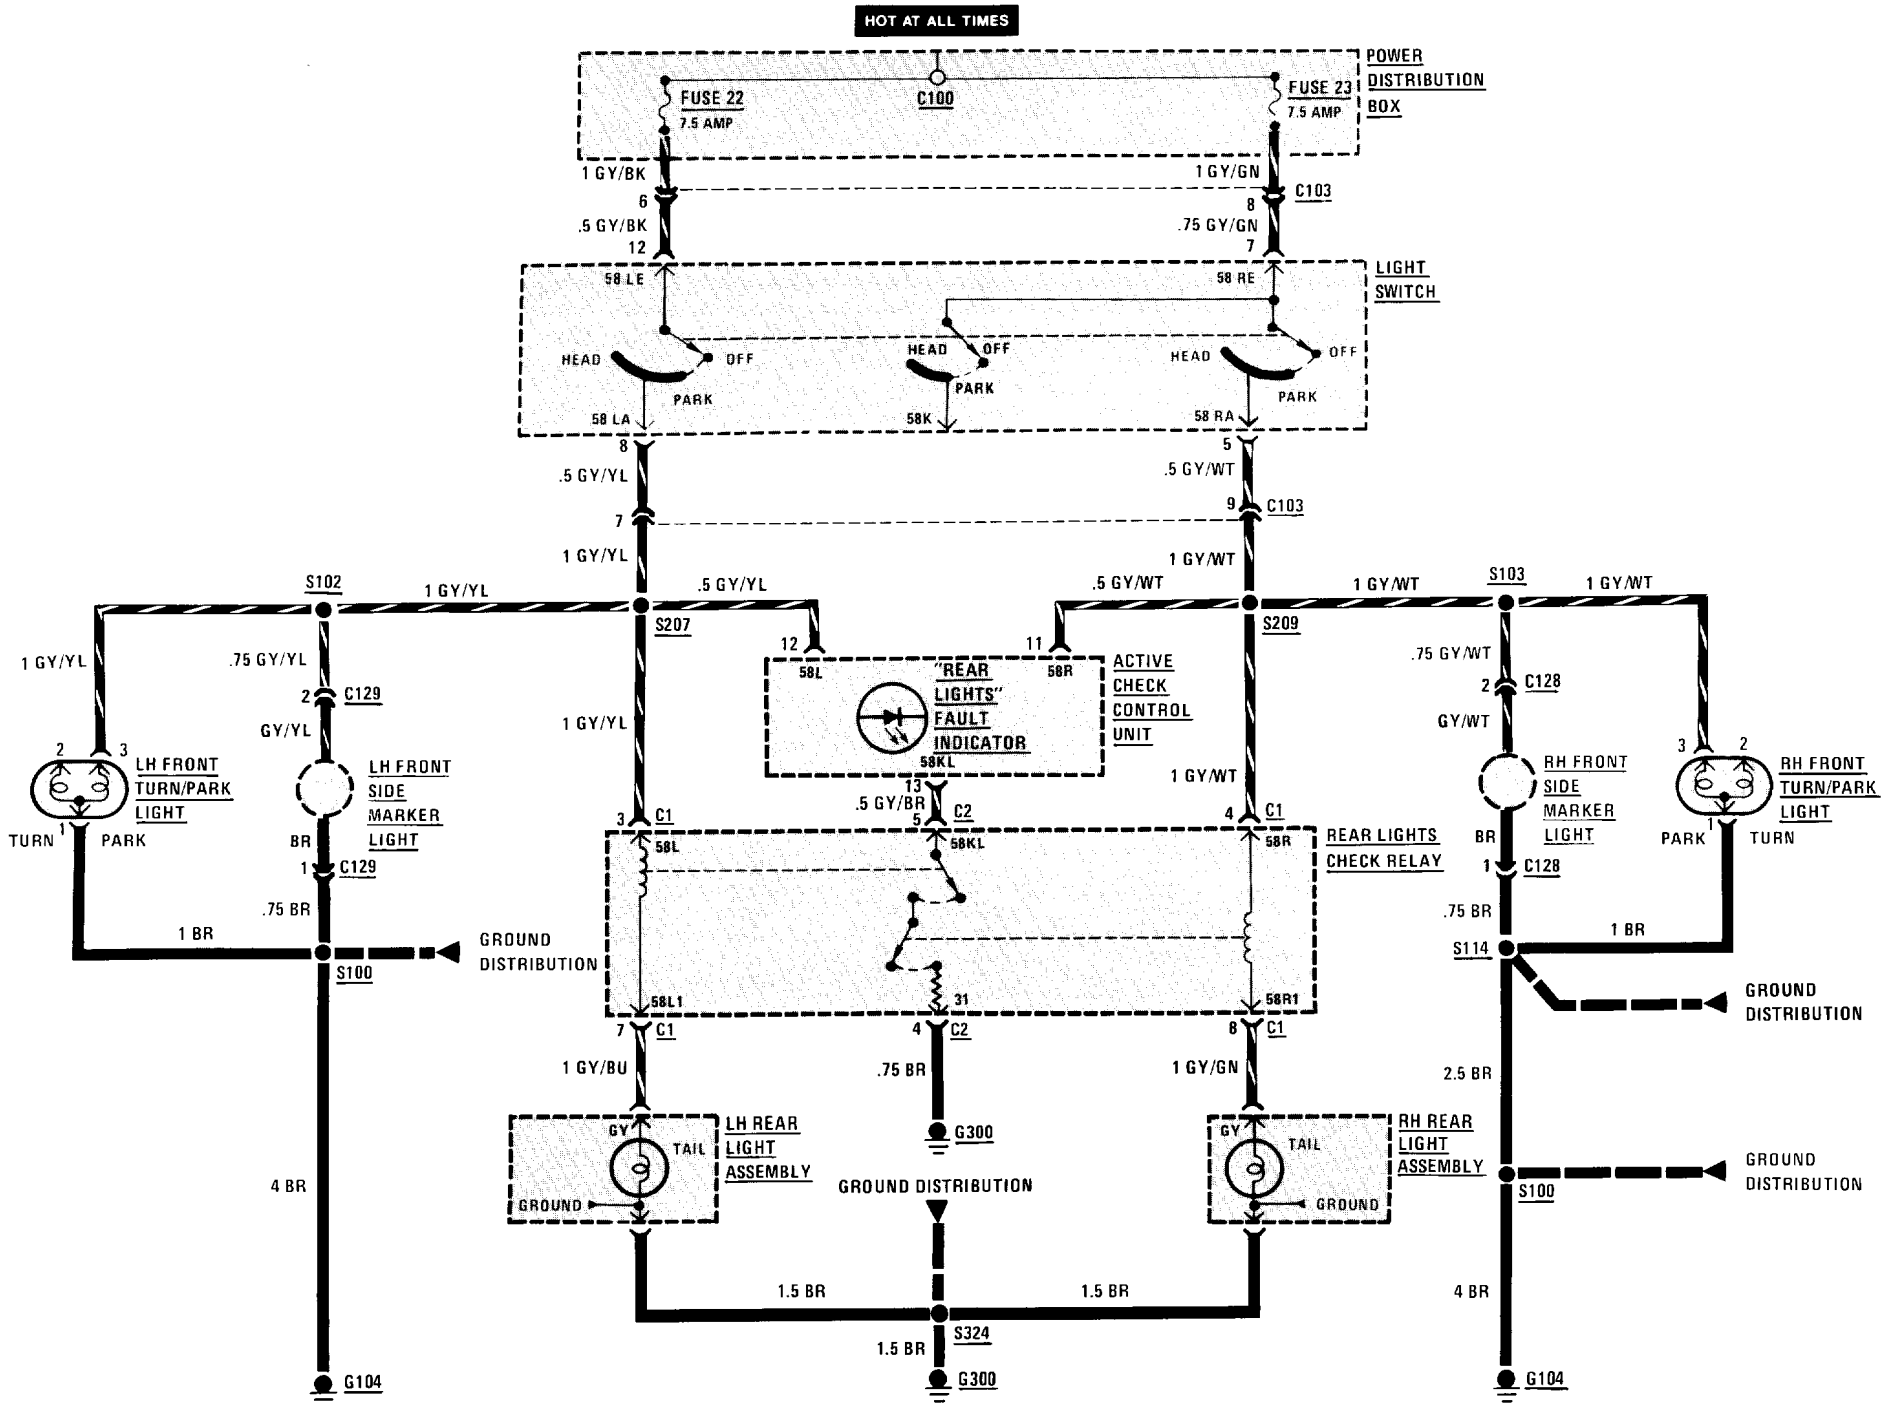 HOT AT ALL TIMES
POWER
DISTRIBUTION
BOX
FUSE 22
7.5 AMP
C100
FUSE 23
7.5 AMP
1 GY/BK
1 GY/GN
6
8
C103
.5 GY/BK
.75 GY/GN
12
7
LIGHT
SWITCH
58 LE
58 RE
HEAD
OFF
PARK
HEAD
OFF
PARK
HEAD
OFF
PARK
58 LA
58K
58 RA
8
5
.5 GY/YL
.5 GY/WT
7
9
C103
1 GY/YL
1 GY/WT
S102
1 GY/YL
.5 GY/YL
.5 GY/WT
1 GY/WT
S103
1 GY/WT
S207
S209
1 GY/YL
.75 GY/YL
12
11
.75 GY/WT
58L
58R
"REAR
LIGHTS"
FAULT
INDICATOR
58KL
ACTIVE
CHECK
CONTROL
UNIT
2
C129
2
C128
GY/YL
1 GY/YL
GY/WT
1 GY/WT
2
3
LH FRONT
TURN/PARK
LIGHT
1
TURN
PARK
LH FRONT
SIDE
MARKER
LIGHT
RH FRONT
SIDE
MARKER
LIGHT
3
2
RH FRONT
TURN/PARK
LIGHT
1
PARK
TURN
13
.5 GY/BR
5
C2
3
C1
4
C1
BR
BR
1
C129
1
C128
58L
58KL
58R
REAR LIGHTS
CHECK RELAY
.75 BR
.75 BR
1 BR
1 BR
GROUND
DISTRIBUTION
S100
S114
GROUND
DISTRIBUTION
58L1
31
58R1
7
C1
4
C2
8
C1
1 GY/BU
.75 BR
1 GY/GN
2.5 BR
GY
TAIL
GROUND
LH REAR
LIGHT
ASSEMBLY
G300
GY
TAIL
GROUND
RH REAR
LIGHT
ASSEMBLY
GROUND
DISTRIBUTION
S100
4 BR
GROUND DISTRIBUTION
1.5 BR
1.5 BR
4 BR
S324
1.5 BR
G104
G300
G104